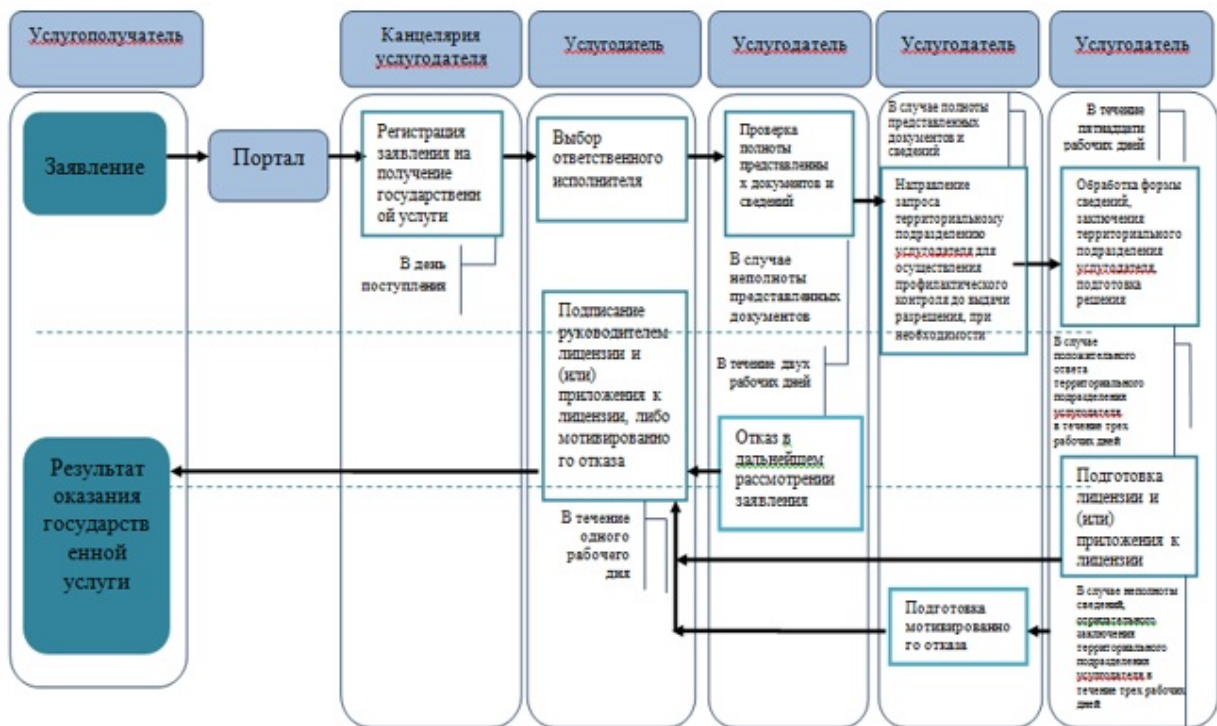 Услугополучатель
Канцелярия
услугодателя
Услугодатель
Услугодатель
Услугодатель
Услугодатель
Заявление
Портал
Регистрация
заявления на
получение
государственн
ой услуги
В день
поступления
Выбор
ответственного
исполнителя
Проверка
полноты
представленны
х документов и
сведений
В случае
неполноты
представленных
документов
В случае полноты
представленных
документов и
сведений
Направление
запроса
территориальному
подразделению
услугодателя для
осуществления
профилактического
контроля до выдачи
разрешения, при
необходимости
В течение
пятнадцати
рабочих дней
Обработка формы
сведений,
заключения
территориального
подразделения
услугодателя,
подготовка
решения
В случае
положительного
ответа
территориального
подразделения
услугодателя,
в течение трех
рабочих дней
Подписание
руководителем
лицензии и
(или)
приложения к
лицензии, либо
мотивированно
го отказа
В течение двух
рабочих дней
Отказ в
дальнейшем
рассмотрении
заявления
Подготовка
лицензии и
(или)
приложения к
лицензии
Результат
оказания
государств
енной
услуги
В течение
одного
рабочего
дня
Подготовка
мотивированно
го отказа
В случае неполноты
сведений,
заключения
территориального
подразделения
в
течение трех рабочих
дней